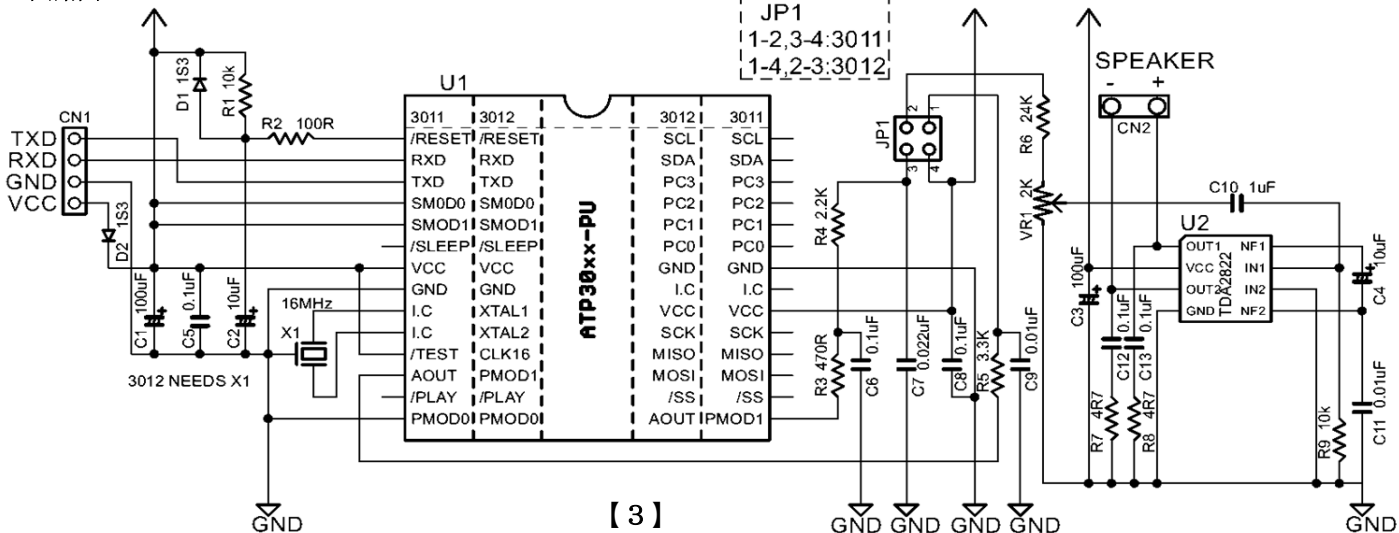 JP1
1-2,3-4:3011
1-4,2-3:3012
U1
3011 3012 3012 3011
/RESET /RESET SCL SCL
RXD RXD SDA SDA
TXD TXD PC3 PC3
SM0D0 SM0D0 PC2 PC2
SMOD1 SMOD1 PC1 PC1
/SLEEP /SLEEP PC0 PC0
VCC VCC GND GND
GND GND I.C I.C
I.C XTAL1 VCC VCC
I.C XTAL2 SCK SCK
/TEST CLK16 MISO MISO
AOUT PMOD1 MOSI MOSI
/PLAY /PLAY /SS /SS
PMOD0 PMOD0 AOUT PMOD1
ATP30xx-PU
CN1
TXD
RXD
GND
VCC
D1 1S3
R1 10k
R2 100R
D2 1S3
C1 100uF
C5 0.1uF
C2 10uF
16MHz
X1
3012 NEEDS X1
GND
【3】
JP1
2 1
3 4
R4 2.2K
R3 470R
C6 0.1uF
C7 0.022uF
C8 0.1uF
R5 3.3K
C9 0.01uF
R6 24K
VR1 2K
GND GND GND GND
SPEAKER
- +
CN2
C10 1uF
U2
OUT1 NF1
VCC IN1
OUT2 IN2
GND NF2
TDA2822
C3 100uF
C12 0.1uF
C13 0.1uF
R7 4R7
R8 4R7
R9 10k
C4 10uF
C11 0.01uF
GND